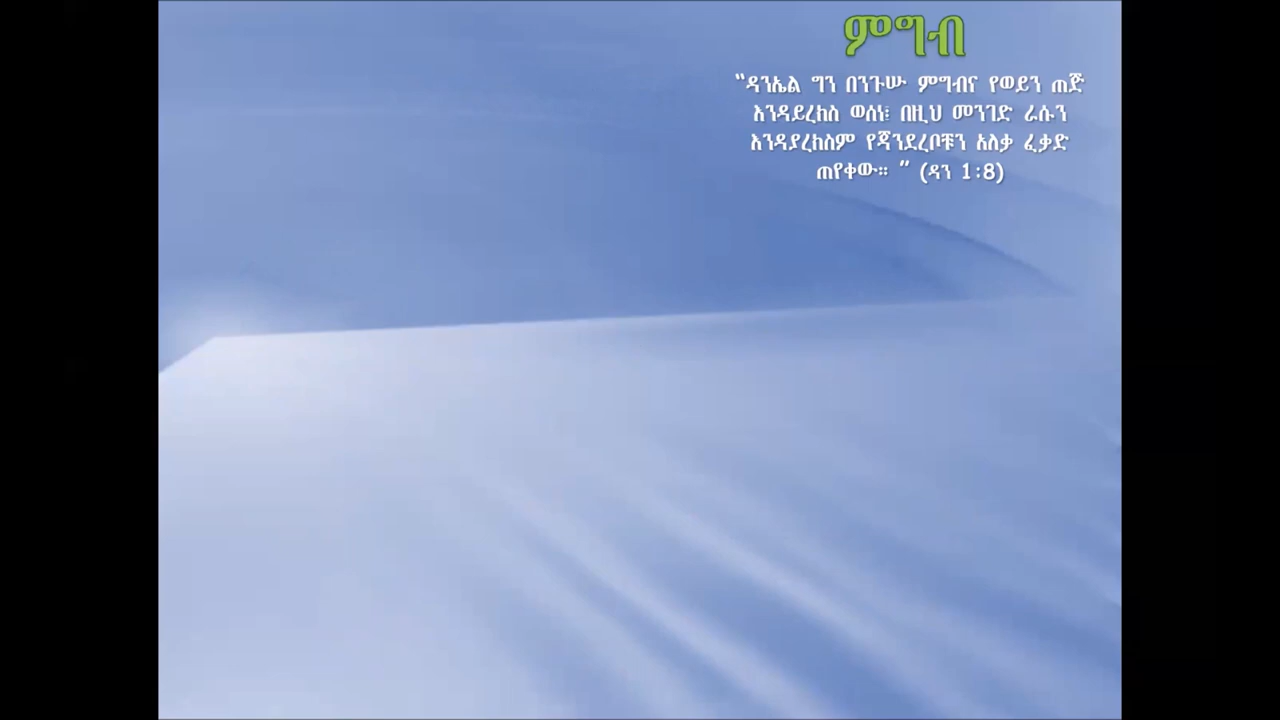 ምግብ
“ዳንኤል ግን በንጉሡ ምግብና የወይን ጠጅ
እንዳይረክስ ወሰነ፤ በዚህ መንገድ ራሱን
እንዳያረክስም የጃንደረቦቹን አለቃ ፈቃድ
ጠየቀው። ” (ዳን 1:8)